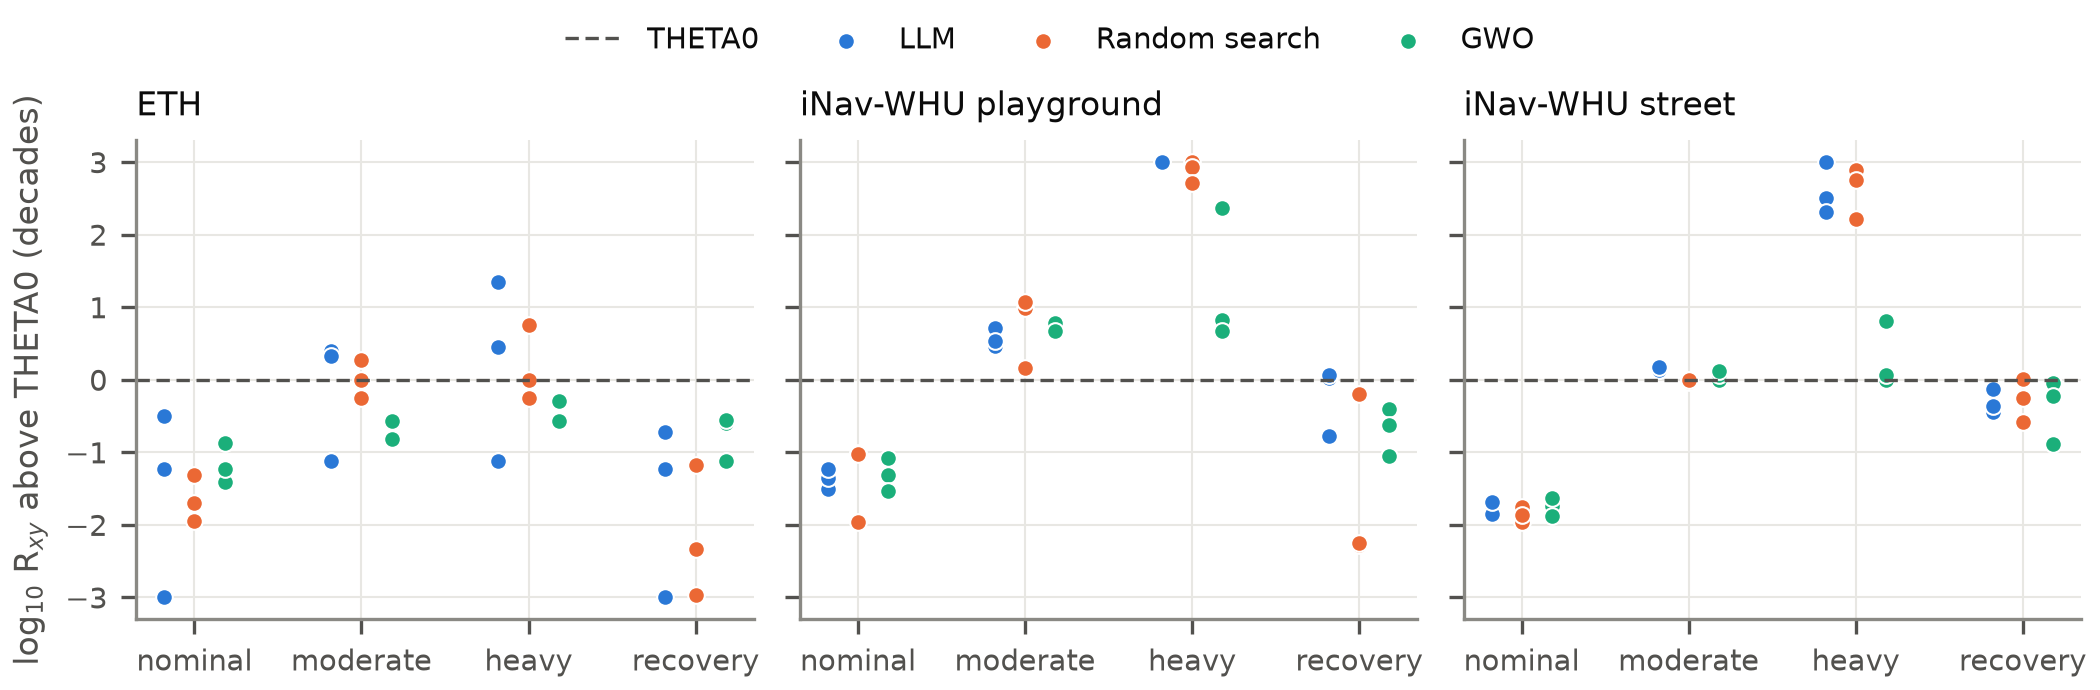 THETA0 LLM Random search GWO
ETH iNav-WHU playground iNav-WHU street
log10 Rxy above THETA0 (decades)
3
2
1
0
−1
−2
−3
nominal moderate heavy recovery nominal moderate heavy recovery nominal moderate heavy recovery